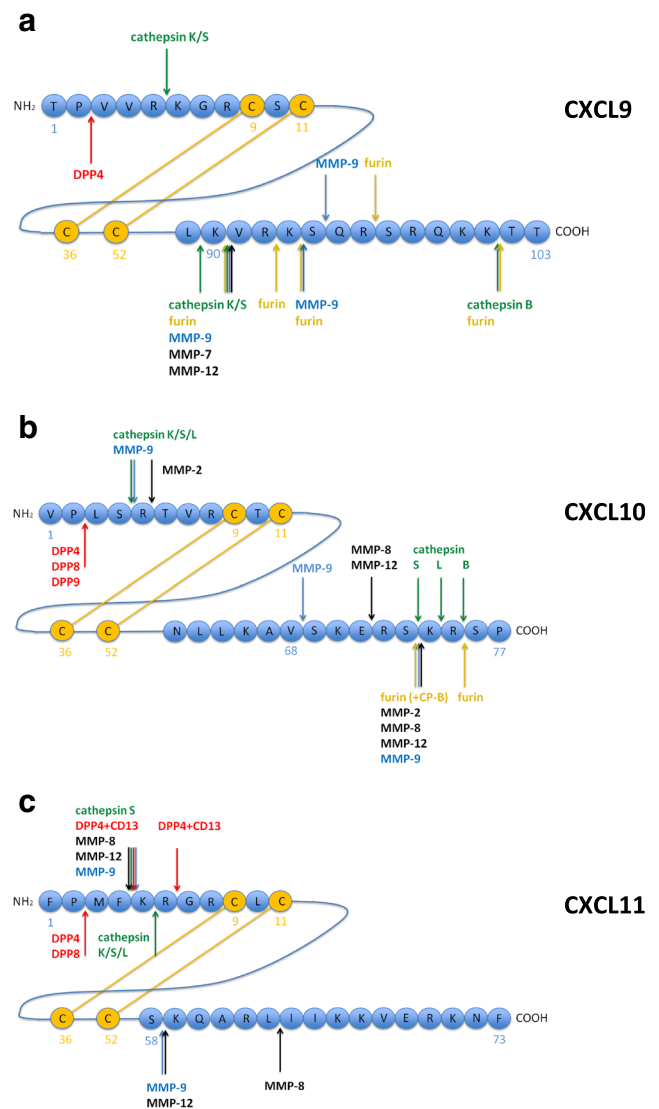 a
cathepsin K/S
CXCL9
NH₂ T P V V R K G R C S C
1 9 11
DPP4
MMP-9 furin
C C L K V R K S Q R S R Q K K T T COOH
36 52 90 103
cathepsin K/S furin MMP-9 cathepsin B
furin furin furin
MMP-9
MMP-7
MMP-12
b
cathepsin K/S/L
MMP-9
MMP-2
CXCL10
NH₂ V P L S R T V R C T C
1 9 11
DPP4
DPP8
DPP9
MMP-8 cathepsin
MMP-9 MMP-12 S L B
C C N L L K A V S K E R S K R S P COOH
36 52 68 77
furin (+CP-B) furin
MMP-2
MMP-8
MMP-12
MMP-9
c
cathepsin S
DPP4+CD13 DPP4+CD13
MMP-8
MMP-12
MMP-9
CXCL11
NH₂ F P M F K R G R C L C
1 9 11
DPP4 cathepsin
DPP8 K/S/L
C C S K Q A R L I I K K V E R K N F COOH
36 52 58 73
MMP-9 MMP-8
MMP-12